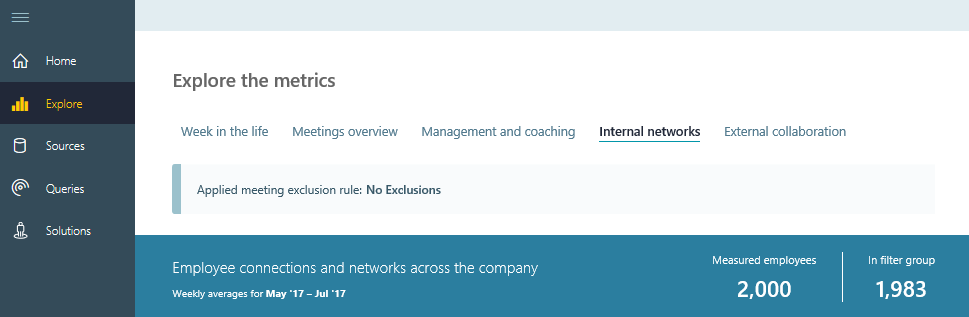 Home
Explore
Sources
Queries
Solutions
Explore the metrics
Week in the life Meetings overview Management and coaching Internal networks External collaboration
Applied meeting exclusion rule: No Exclusions
Employee connections and networks across the company
Weekly averages for May '17 – Jul '17
Measured employees
2,000
In filter group
1,983